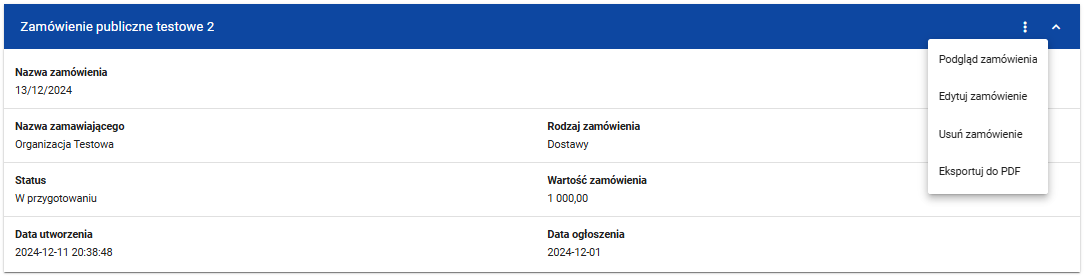 Zamówienie publiczne testowe 2
Podgląd zamówienia
Edytuj zamówienie
Usuń zamówienie
Eksportuj do PDF
Nazwa zamówienia
13/12/2024
Nazwa zamawiającego
Organizacja Testowa
Rodzaj zamówienia
Dostawy
Status
W przygotowaniu
Wartość zamówienia
1 000,00
Data utworzenia
2024-12-11 20:38:48
Data ogłoszenia
2024-12-01